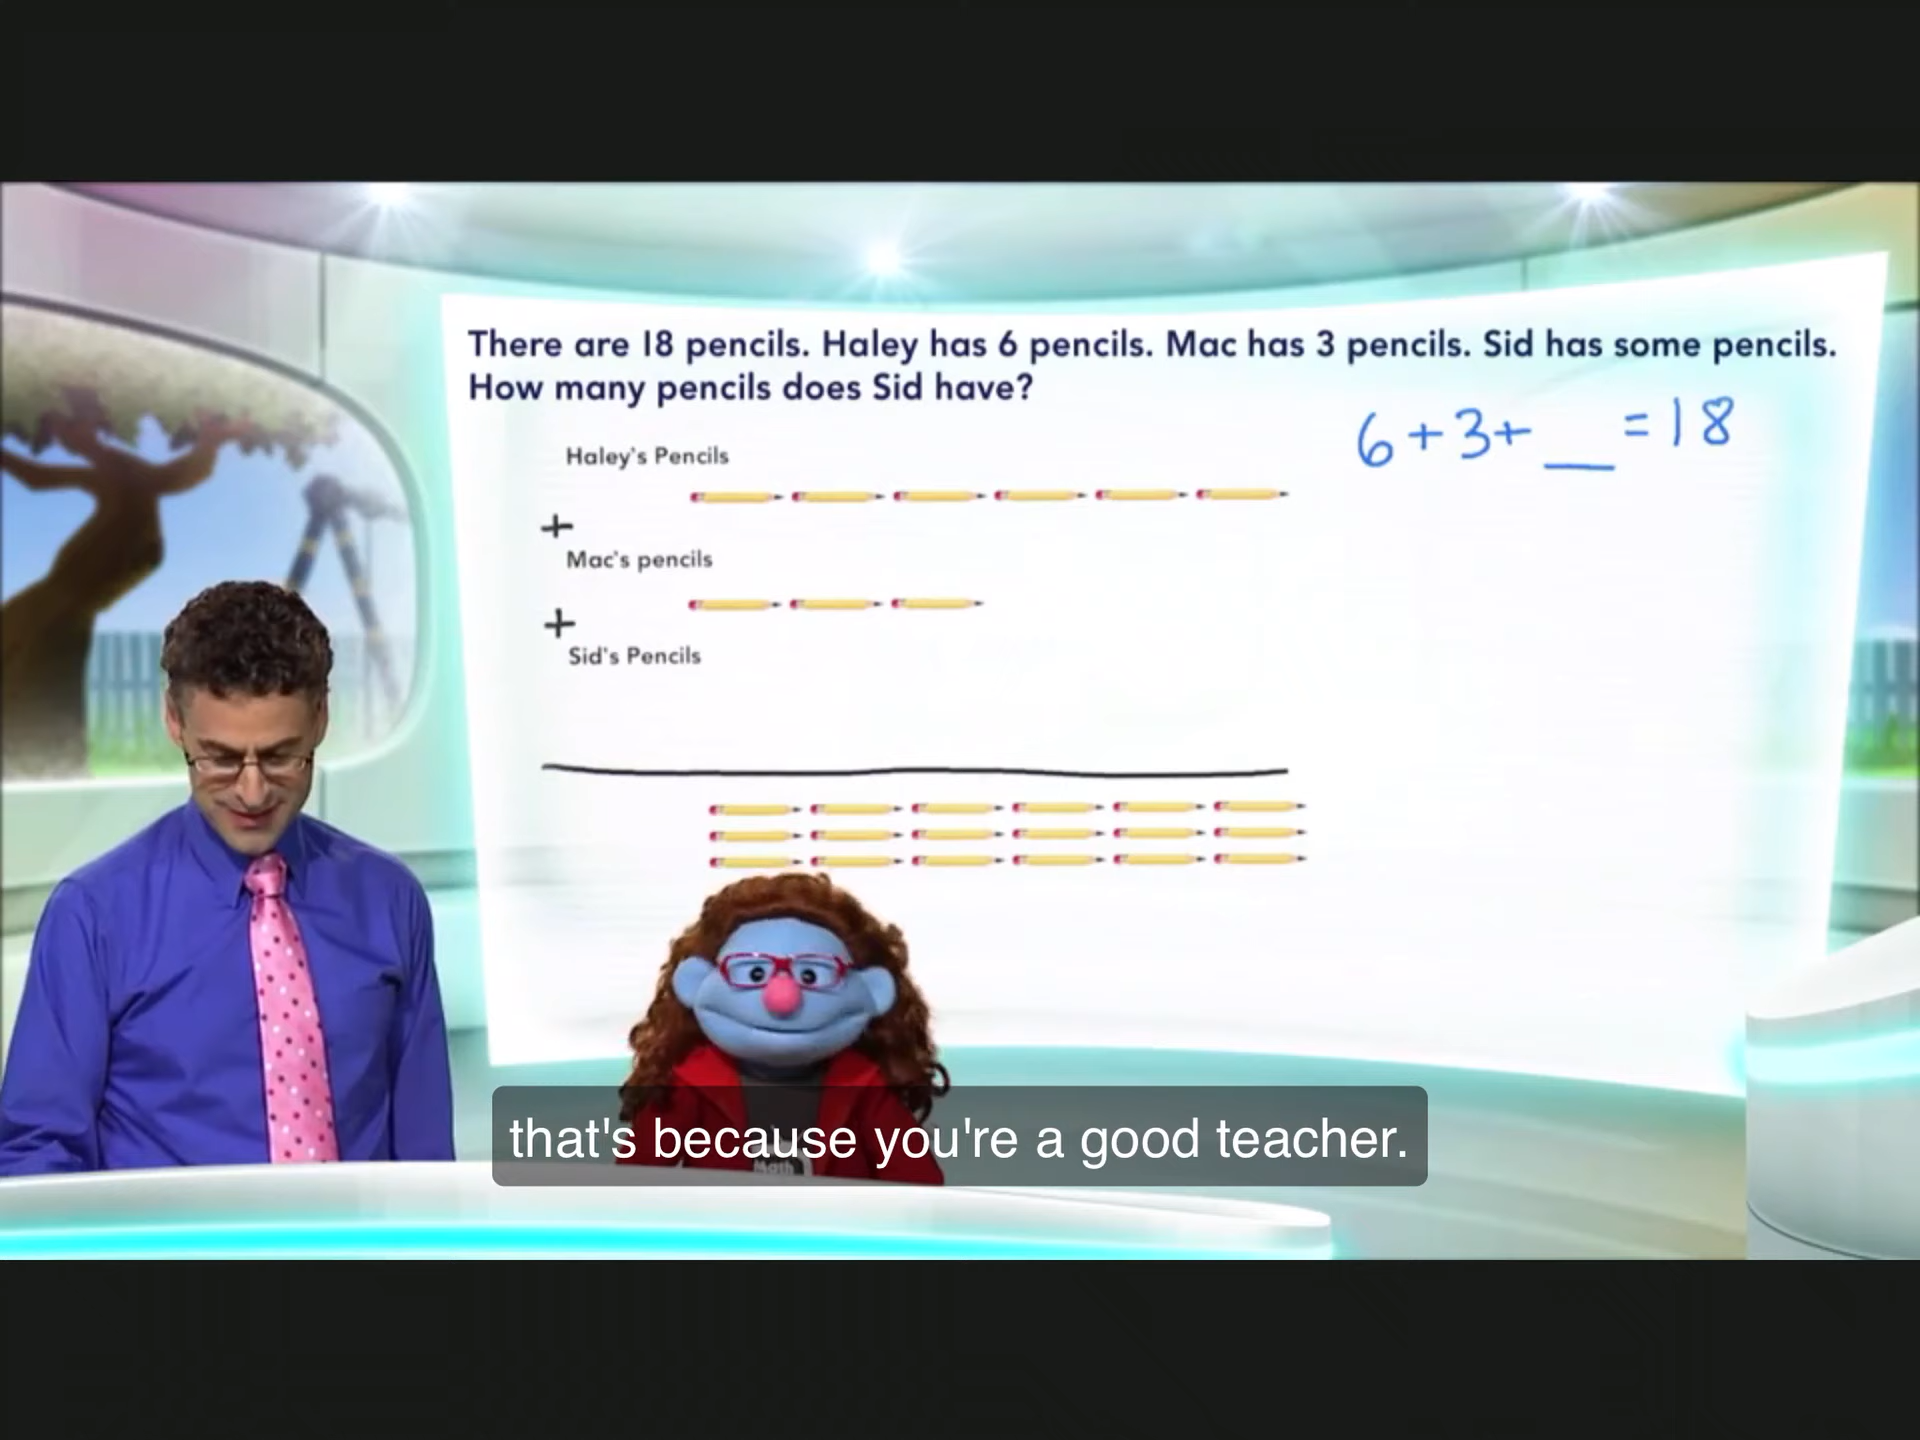 There are 18 pencils. Haley has 6 pencils. Mac has 3 pencils. Sid has some pencils.
How many pencils does Sid have?
6+3+__=18
Haley's Pencils
+
Mac's pencils
+
Sid's Pencils
that's because you're a good teacher.
Math